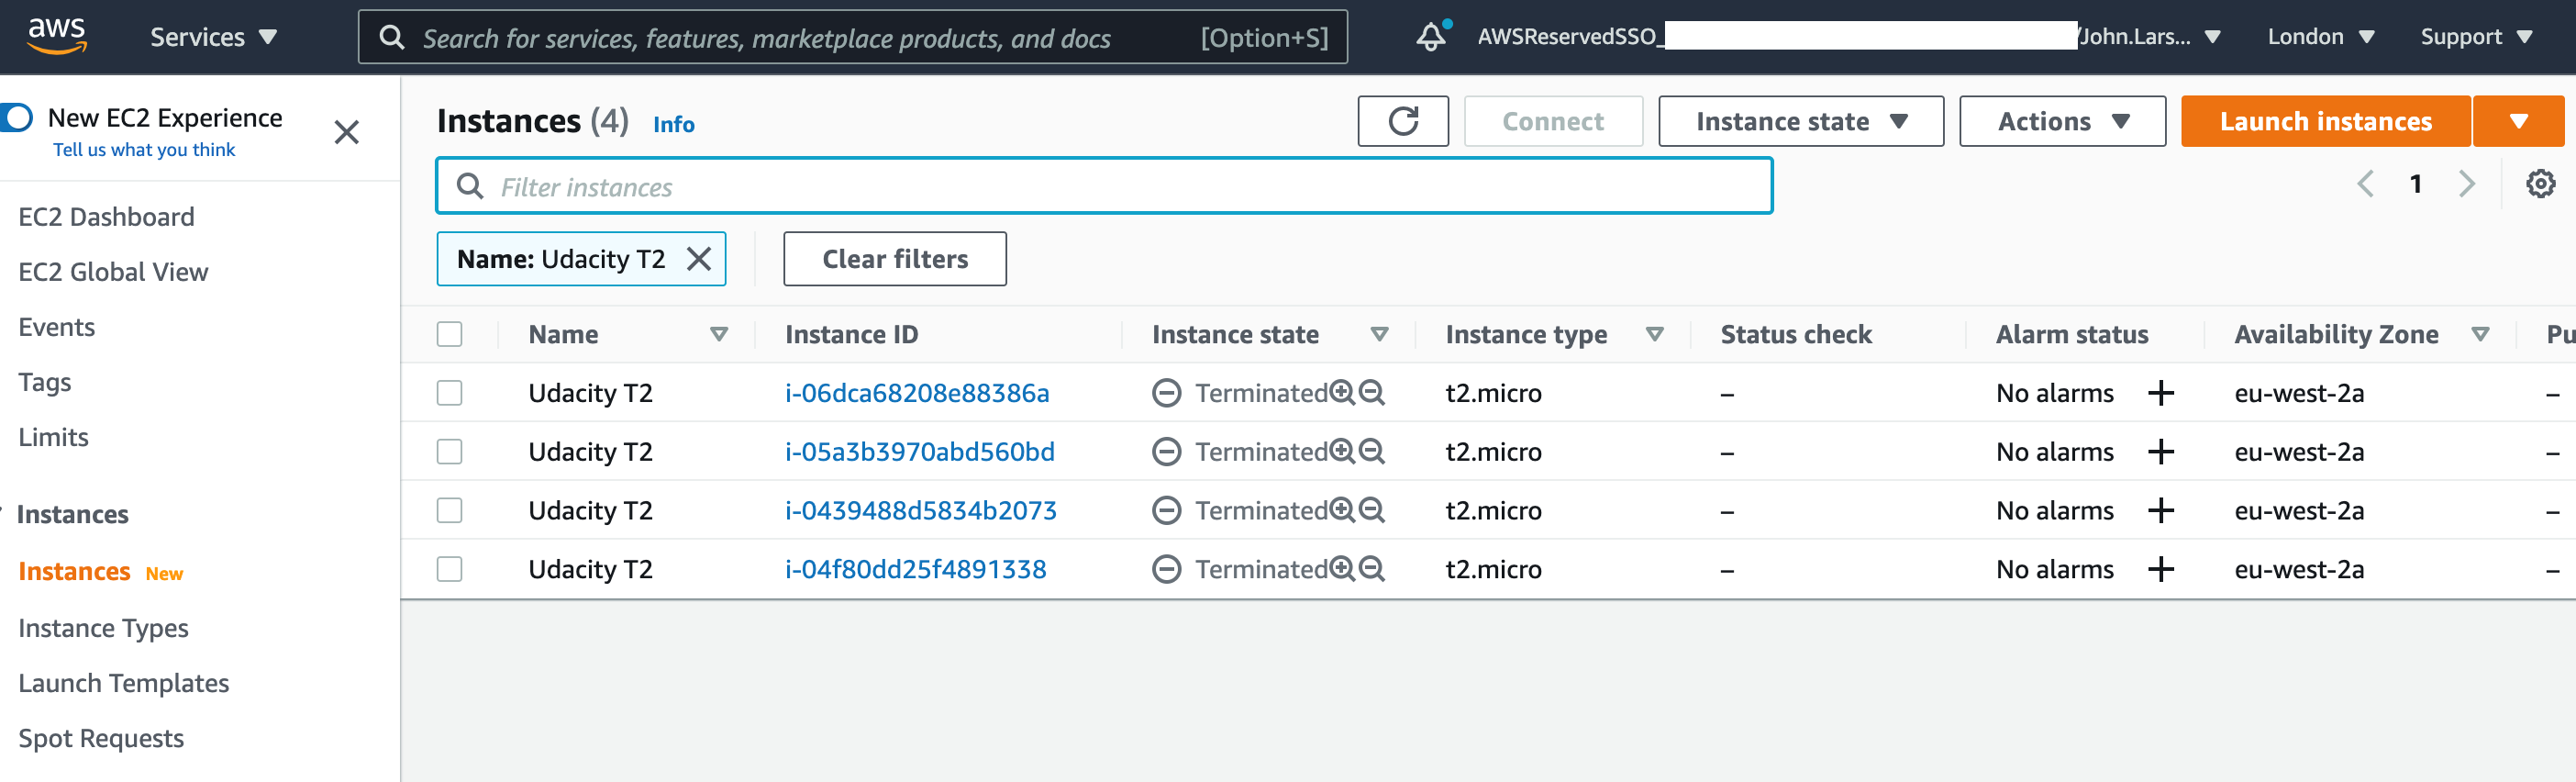 aws
Services
Search for services, features, marketplace products, and docs [Option+S]
AWSReservedSSO_ /John.Lars...
London
Support
New EC2 Experience
Tell us what you think
EC2 Dashboard
EC2 Global View
Events
Tags
Limits
Instances
Instances New
Instance Types
Launch Templates
Spot Requests
Instances (4) Info
Connect
Instance state
Actions
Launch instances
Filter instances
1
Name: Udacity T2
Clear filters
Name Instance ID Instance state Instance type Status check Alarm status Availability Zone Pu
Udacity T2 i-06dca68208e88386a Terminated t2.micro – No alarms + eu-west-2a –
Udacity T2 i-05a3b3970abd560bd Terminated t2.micro – No alarms + eu-west-2a –
Udacity T2 i-0439488d5834b2073 Terminated t2.micro – No alarms + eu-west-2a –
Udacity T2 i-04f80dd25f4891338 Terminated t2.micro – No alarms + eu-west-2a –